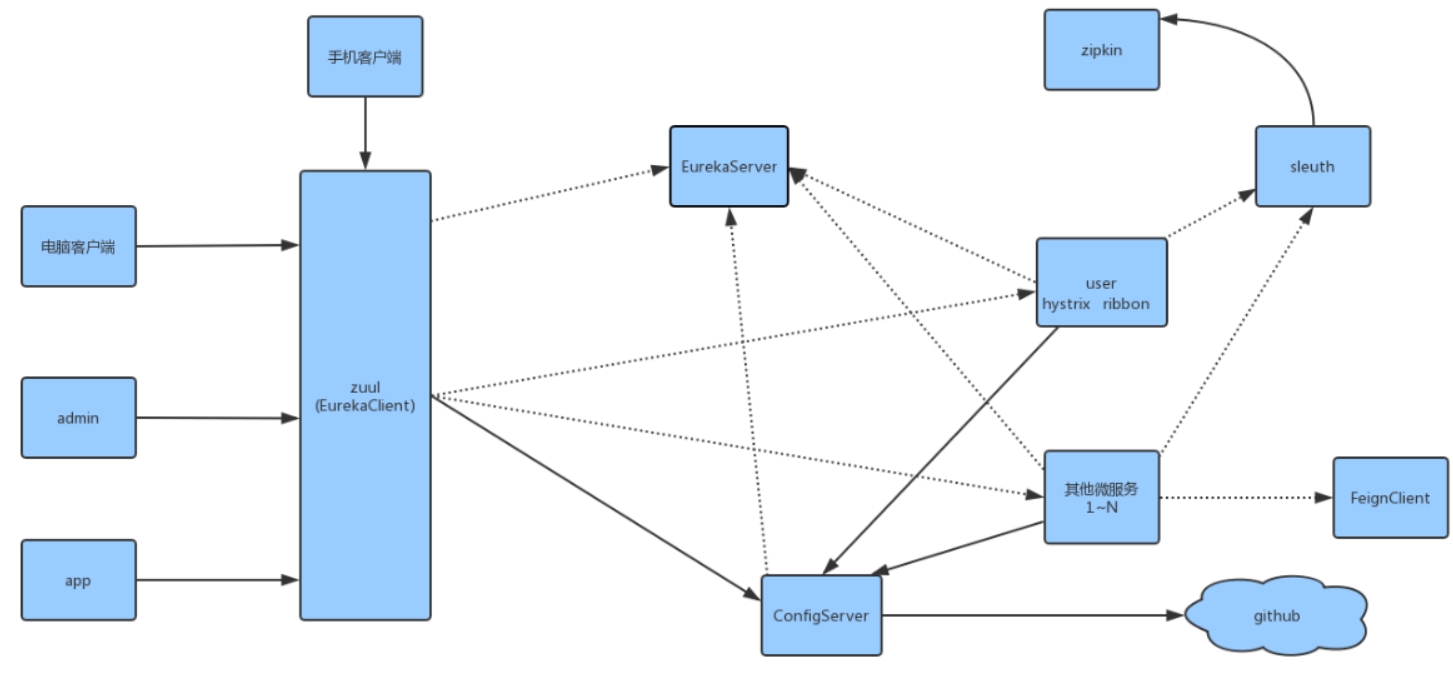 手机客户端
zipkin
EurekaServer
sleuth
电脑客户端
user
hystrix ribbon
zuul
(EurekaClient)
admin
其他微服务
1~N
FeignClient
app
ConfigServer
github